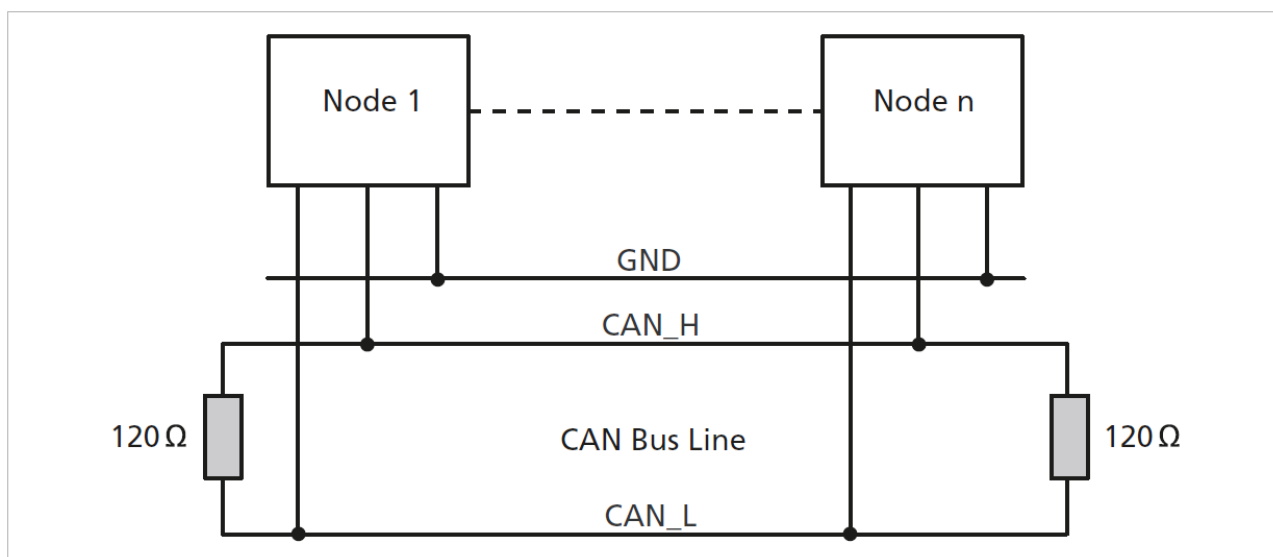 Node 1
Node n
GND
CAN_H
120 Ω
CAN Bus Line
120 Ω
CAN_L